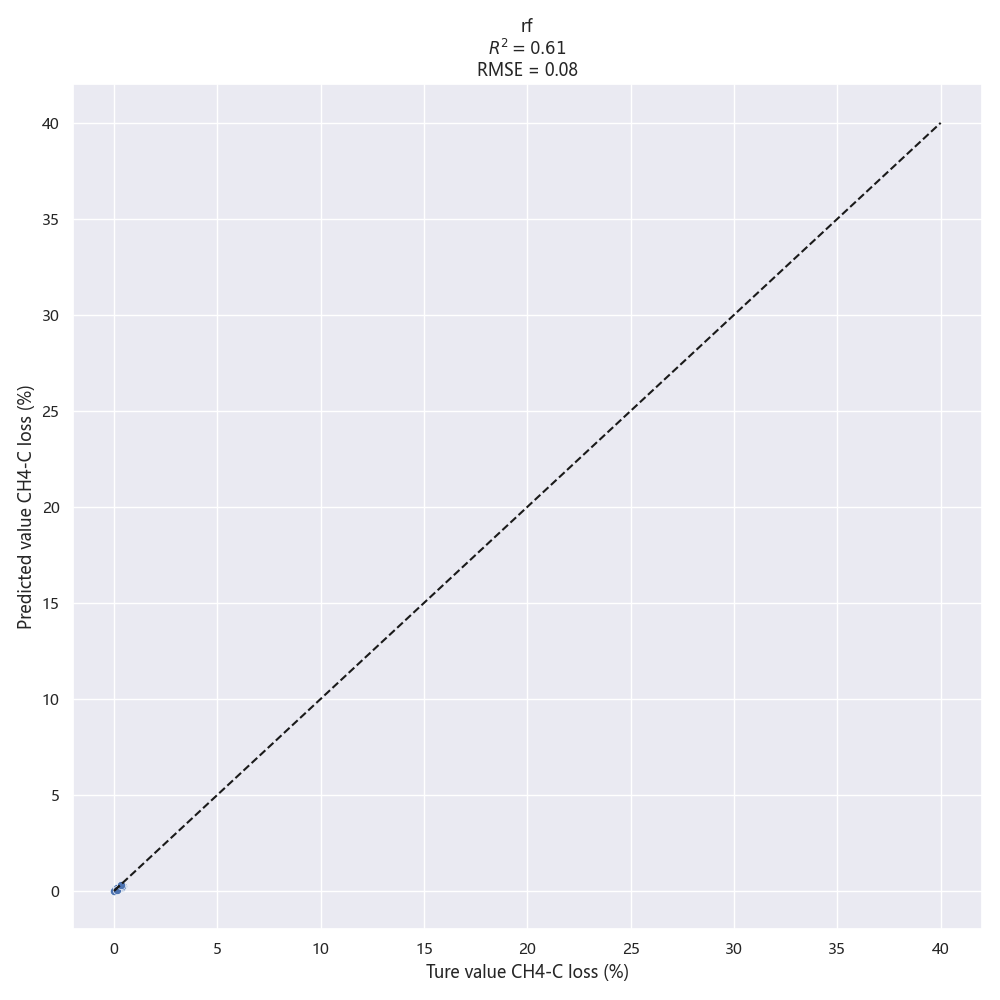 rf
R² = 0.61
RMSE = 0.08
40
35
30
25
20
15
10
5
0
Predicted value CH4-C loss (%)
0 5 10 15 20 25 30 35 40
Ture value CH4-C loss (%)